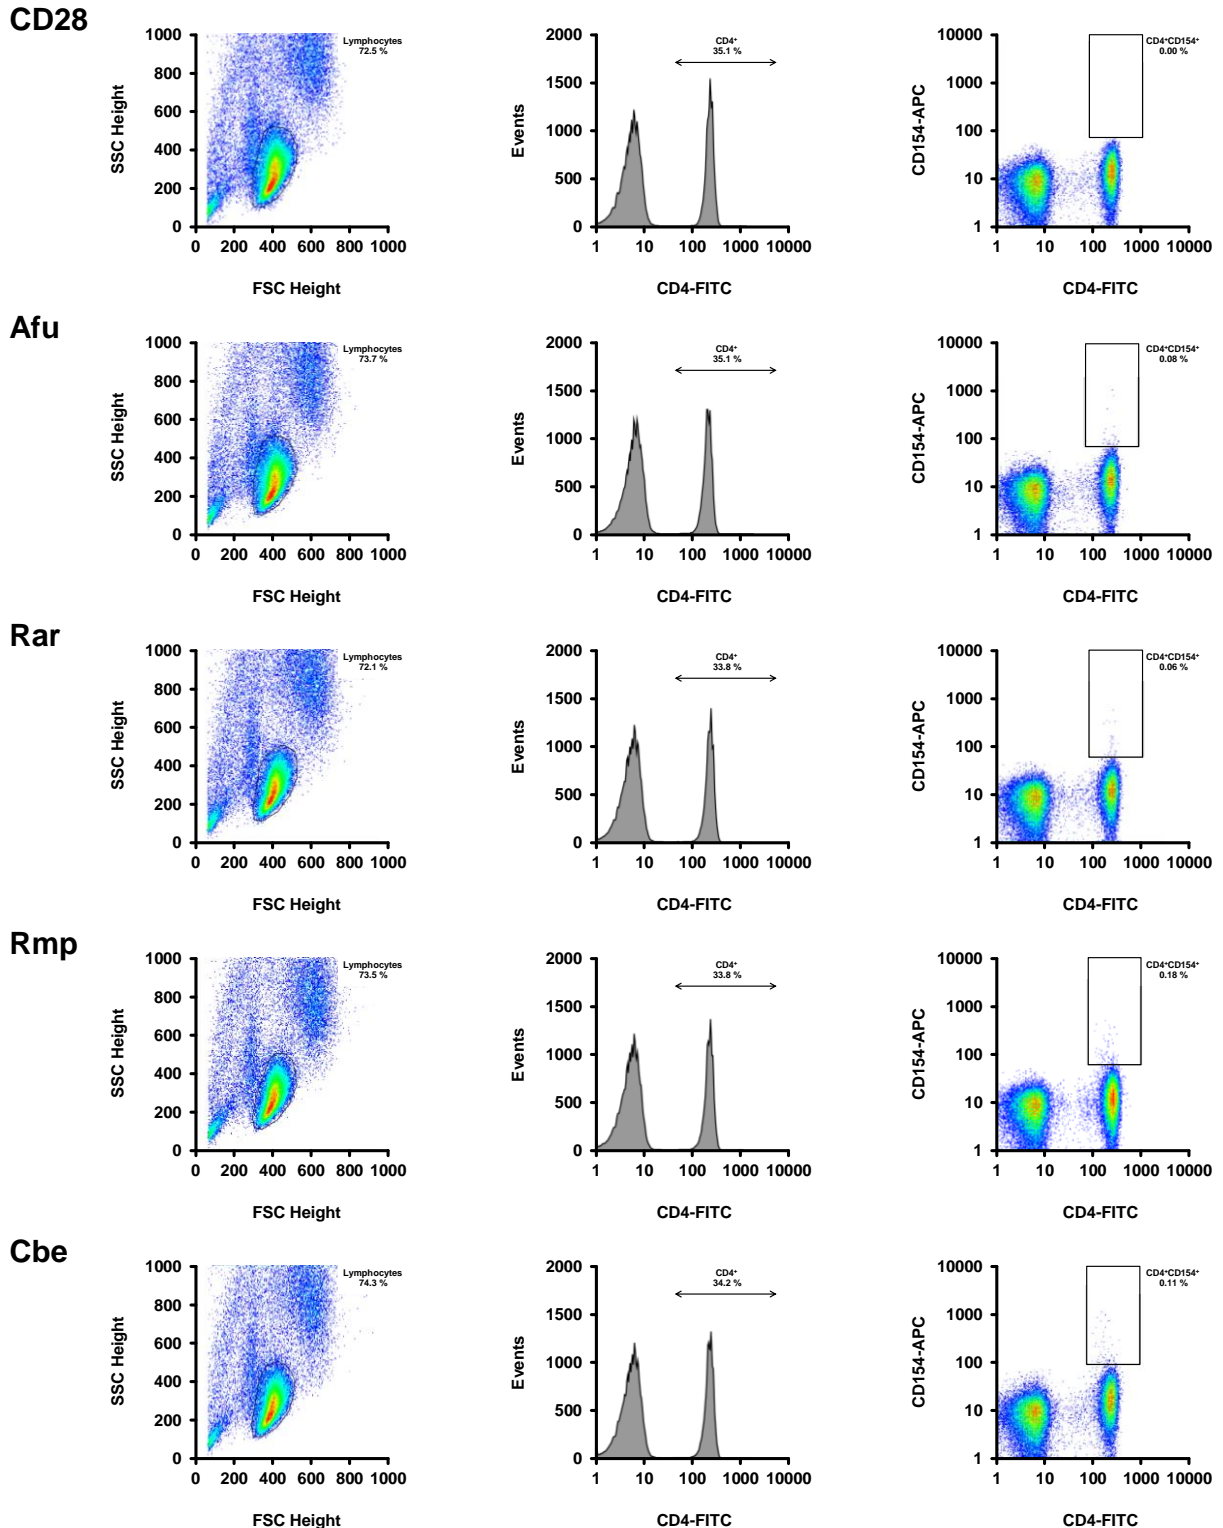 CD28
1000
800
600
400
200
0
SSC Height
Lymphocytes
72.5 %
0 200 400 600 800 1000
FSC Height
2000
1500
1000
500
0
Events
CD4⁺
35.1 %
1 10 100 1000 10000
CD4-FITC
10000
1000
100
10
1
CD154-APC
CD4⁺CD154⁺
0.00 %
1 10 100 1000 10000
CD4-FITC
Afu
1000
800
600
400
200
0
SSC Height
Lymphocytes
73.7 %
0 200 400 600 800 1000
FSC Height
2000
1500
1000
500
0
Events
CD4⁺
35.1 %
1 10 100 1000 10000
CD4-FITC
10000
1000
100
10
1
CD154-APC
CD4⁺CD154⁺
0.08 %
1 10 100 1000 10000
CD4-FITC
Rar
1000
800
600
400
200
0
SSC Height
Lymphocytes
72.1 %
0 200 400 600 800 1000
FSC Height
2000
1500
1000
500
0
Events
CD4⁺
33.8 %
1 10 100 1000 10000
CD4-FITC
10000
1000
100
10
1
CD154-APC
CD4⁺CD154⁺
0.06 %
1 10 100 1000 10000
CD4-FITC
Rmp
1000
800
600
400
200
0
SSC Height
Lymphocytes
73.5 %
0 200 400 600 800 1000
FSC Height
2000
1500
1000
500
0
Events
CD4⁺
33.8 %
1 10 100 1000 10000
CD4-FITC
10000
1000
100
10
1
CD154-APC
CD4⁺CD154⁺
0.18 %
1 10 100 1000 10000
CD4-FITC
Cbe
1000
800
600
400
200
0
SSC Height
Lymphocytes
74.3 %
0 200 400 600 800 1000
FSC Height
2000
1500
1000
500
0
Events
CD4⁺
34.2 %
1 10 100 1000 10000
CD4-FITC
10000
1000
100
10
1
CD154-APC
CD4⁺CD154⁺
0.11 %
1 10 100 1000 10000
CD4-FITC